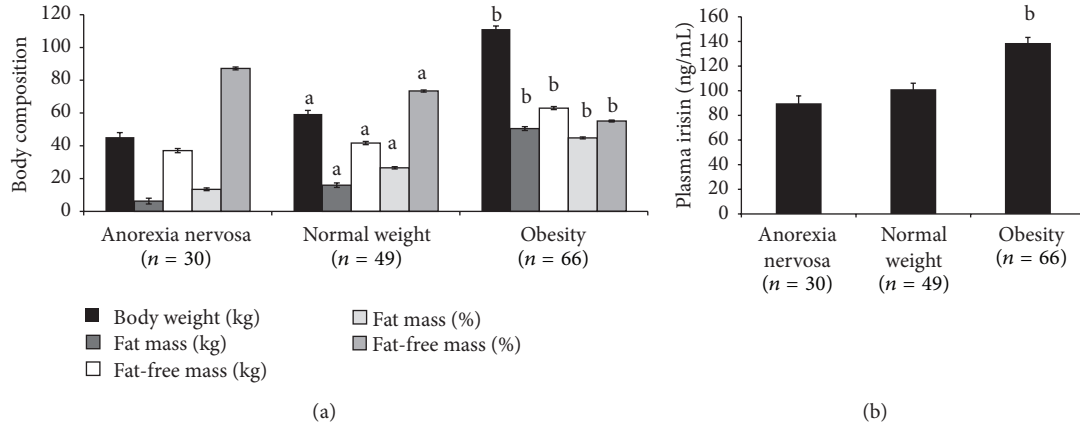 120
100
80
60
40
20
0
Body composition
b
a
a
a
a
a
b
b
b
b
Anorexia nervosa
(n = 30)
Normal weight
(n = 49)
Obesity
(n = 66)
Body weight (kg)
Fat mass (kg)
Fat-free mass (kg)
Fat mass (%)
Fat-free mass (%)
(a)
160
140
120
100
80
60
40
20
0
Plasma irisin (ng/mL)
b
Anorexia
nervosa
(n = 30)
Normal
weight
(n = 49)
Obesity
(n = 66)
(b)